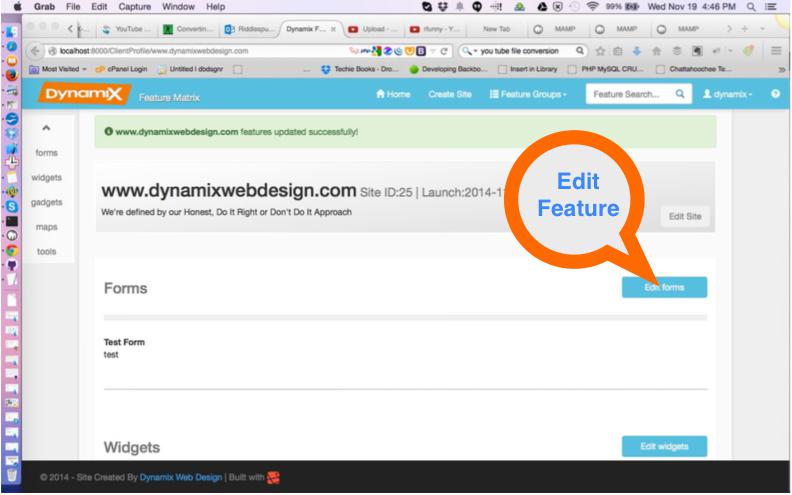 Grab File Edit Capture Window Help
99% Wed Nov 19 4:46 PM
YouTube ... Convertin... Riddlespu... Dynamix F... Upload - ... rfunny - Y... New Tab MAMP MAMP MAMP
localhost:8000/ClientProfile/www.dynamixwebdesign.com
you tube file conversion
Most Visited cPanel Login Untitled I dbdsgnr ... Techie Books - Dro... Developing Backbo... Insert in Library PHP MySQL CRU... Chattahoochee Te...
DynamiX Feature Matrix Home Create Site Feature Groups Feature Search... dynamix
www.dynamixwebdesign.com features updated successfully!
forms
widgets
gadgets
maps
tools
www.dynamixwebdesign.com Site ID:25 | Launch:2014-1
We're defined by our Honest, Do It Right or Don't Do It Approach
Edit Site
Edit
Feature
Forms
Edit forms
Test Form
test
Widgets
Edit widgets
© 2014 - Site Created By Dynamix Web Design | Built with